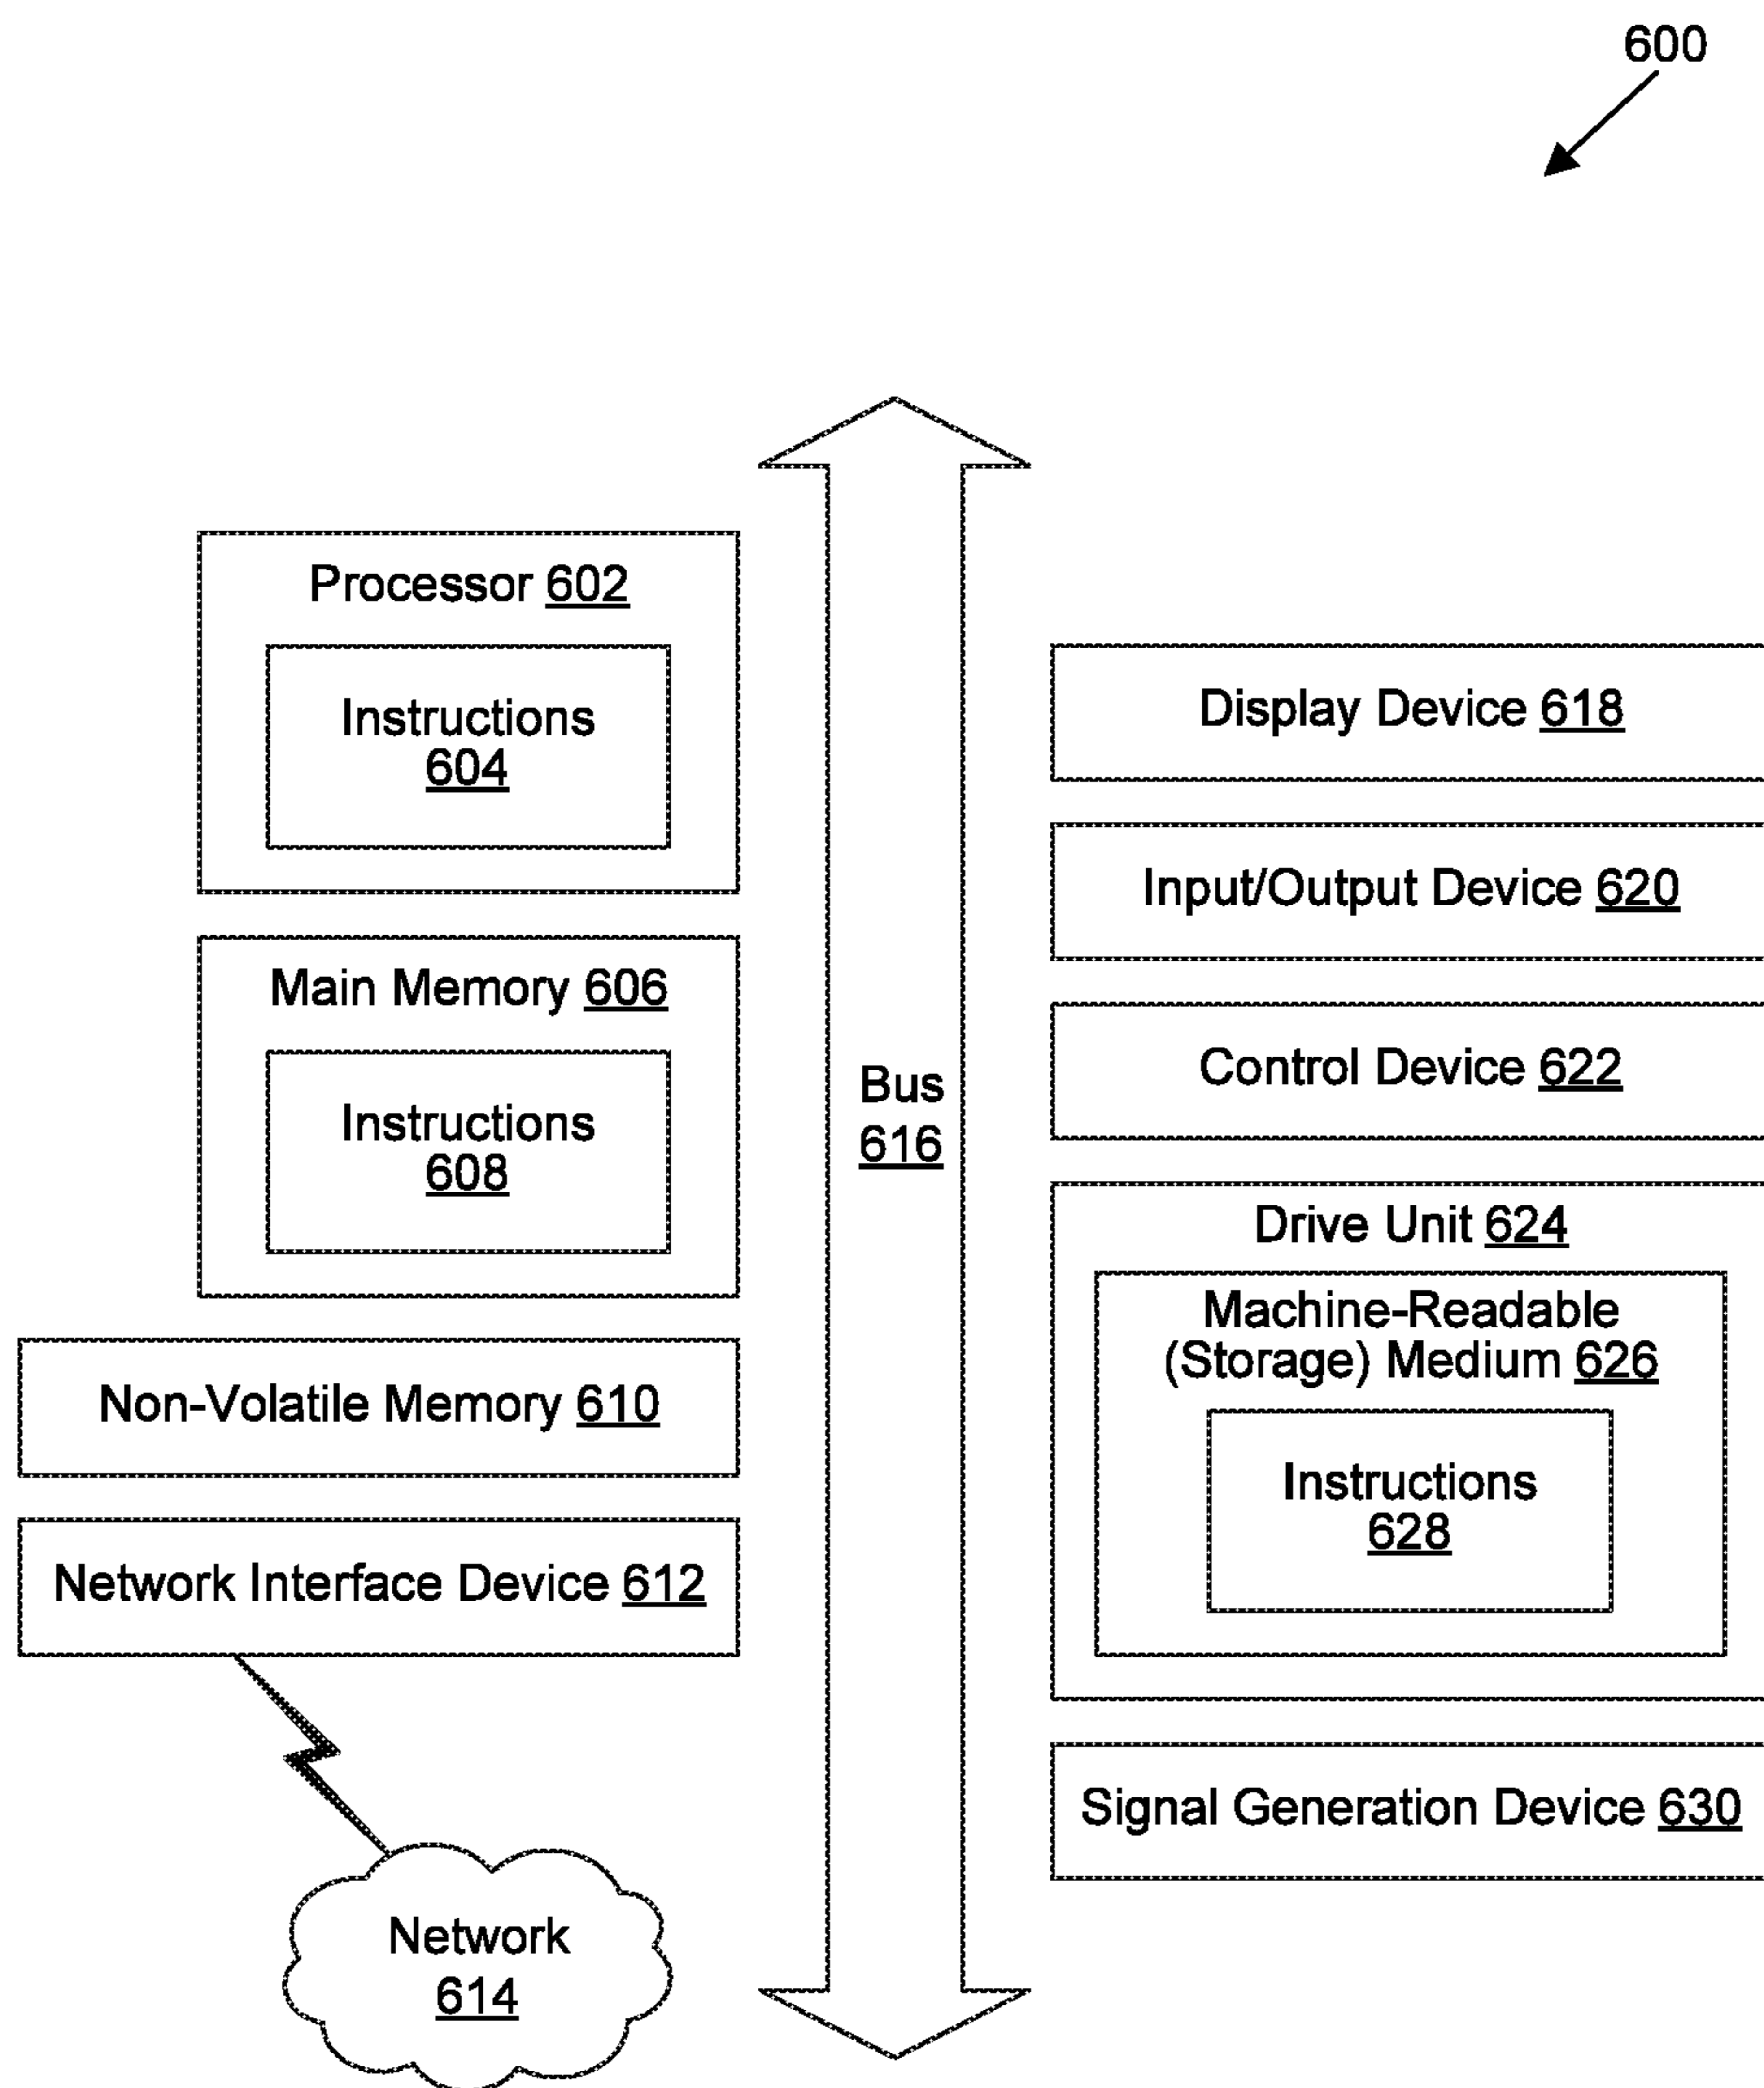 600
Processor 602
Instructions
604
Main Memory 606
Instructions
608
Non-Volatile Memory 610
Network Interface Device 612
Network
614
Bus
616
Display Device 618
Input/Output Device 620
Control Device 622
Drive Unit 624
Machine-Readable
(Storage) Medium 626
Instructions
628
Signal Generation Device 630